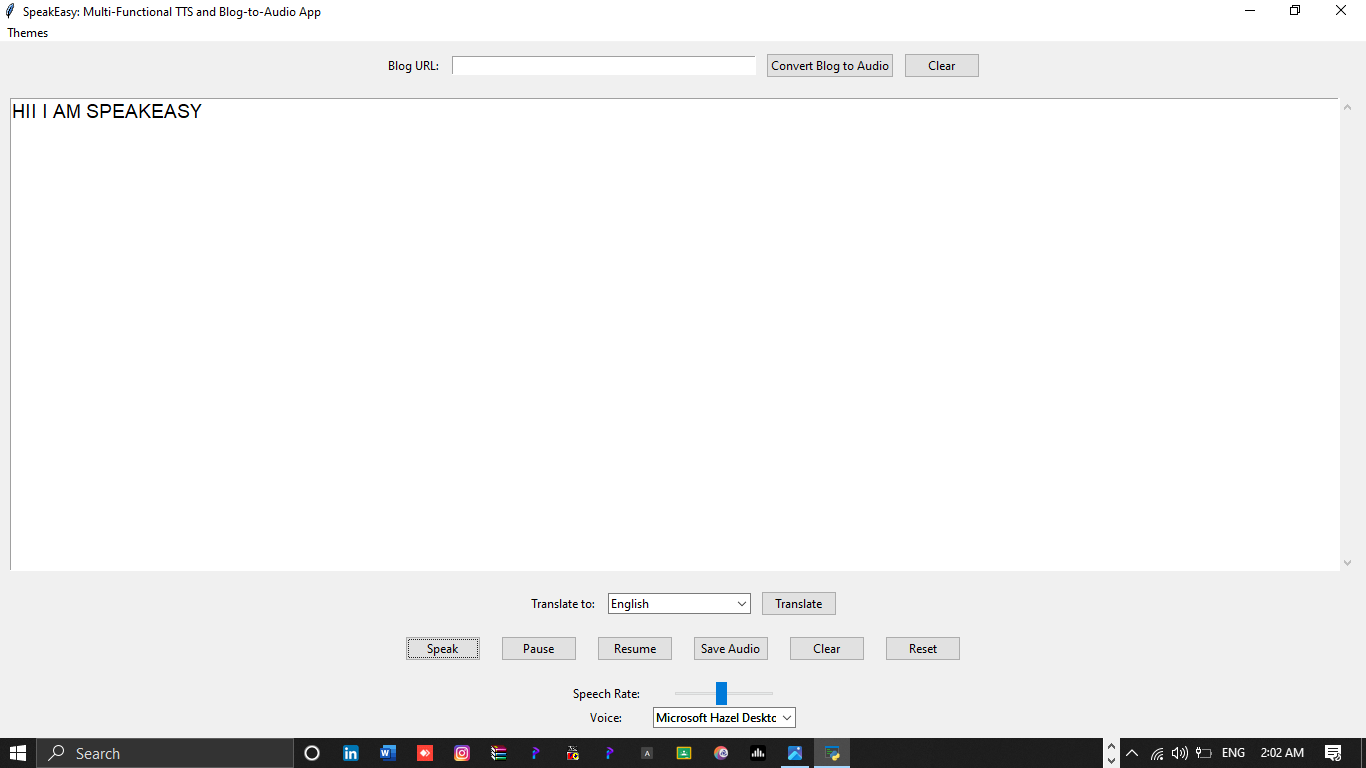 SpeakEasy: Multi-Functional TTS and Blog-to-Audio App
Themes
Blog URL: Convert Blog to Audio Clear
HII I AM SPEAKEASY
Translate to: English Translate
Speak Pause Resume Save Audio Clear Reset
Speech Rate:
Voice: Microsoft Hazel Desktc
Search ENG 2:02 AM